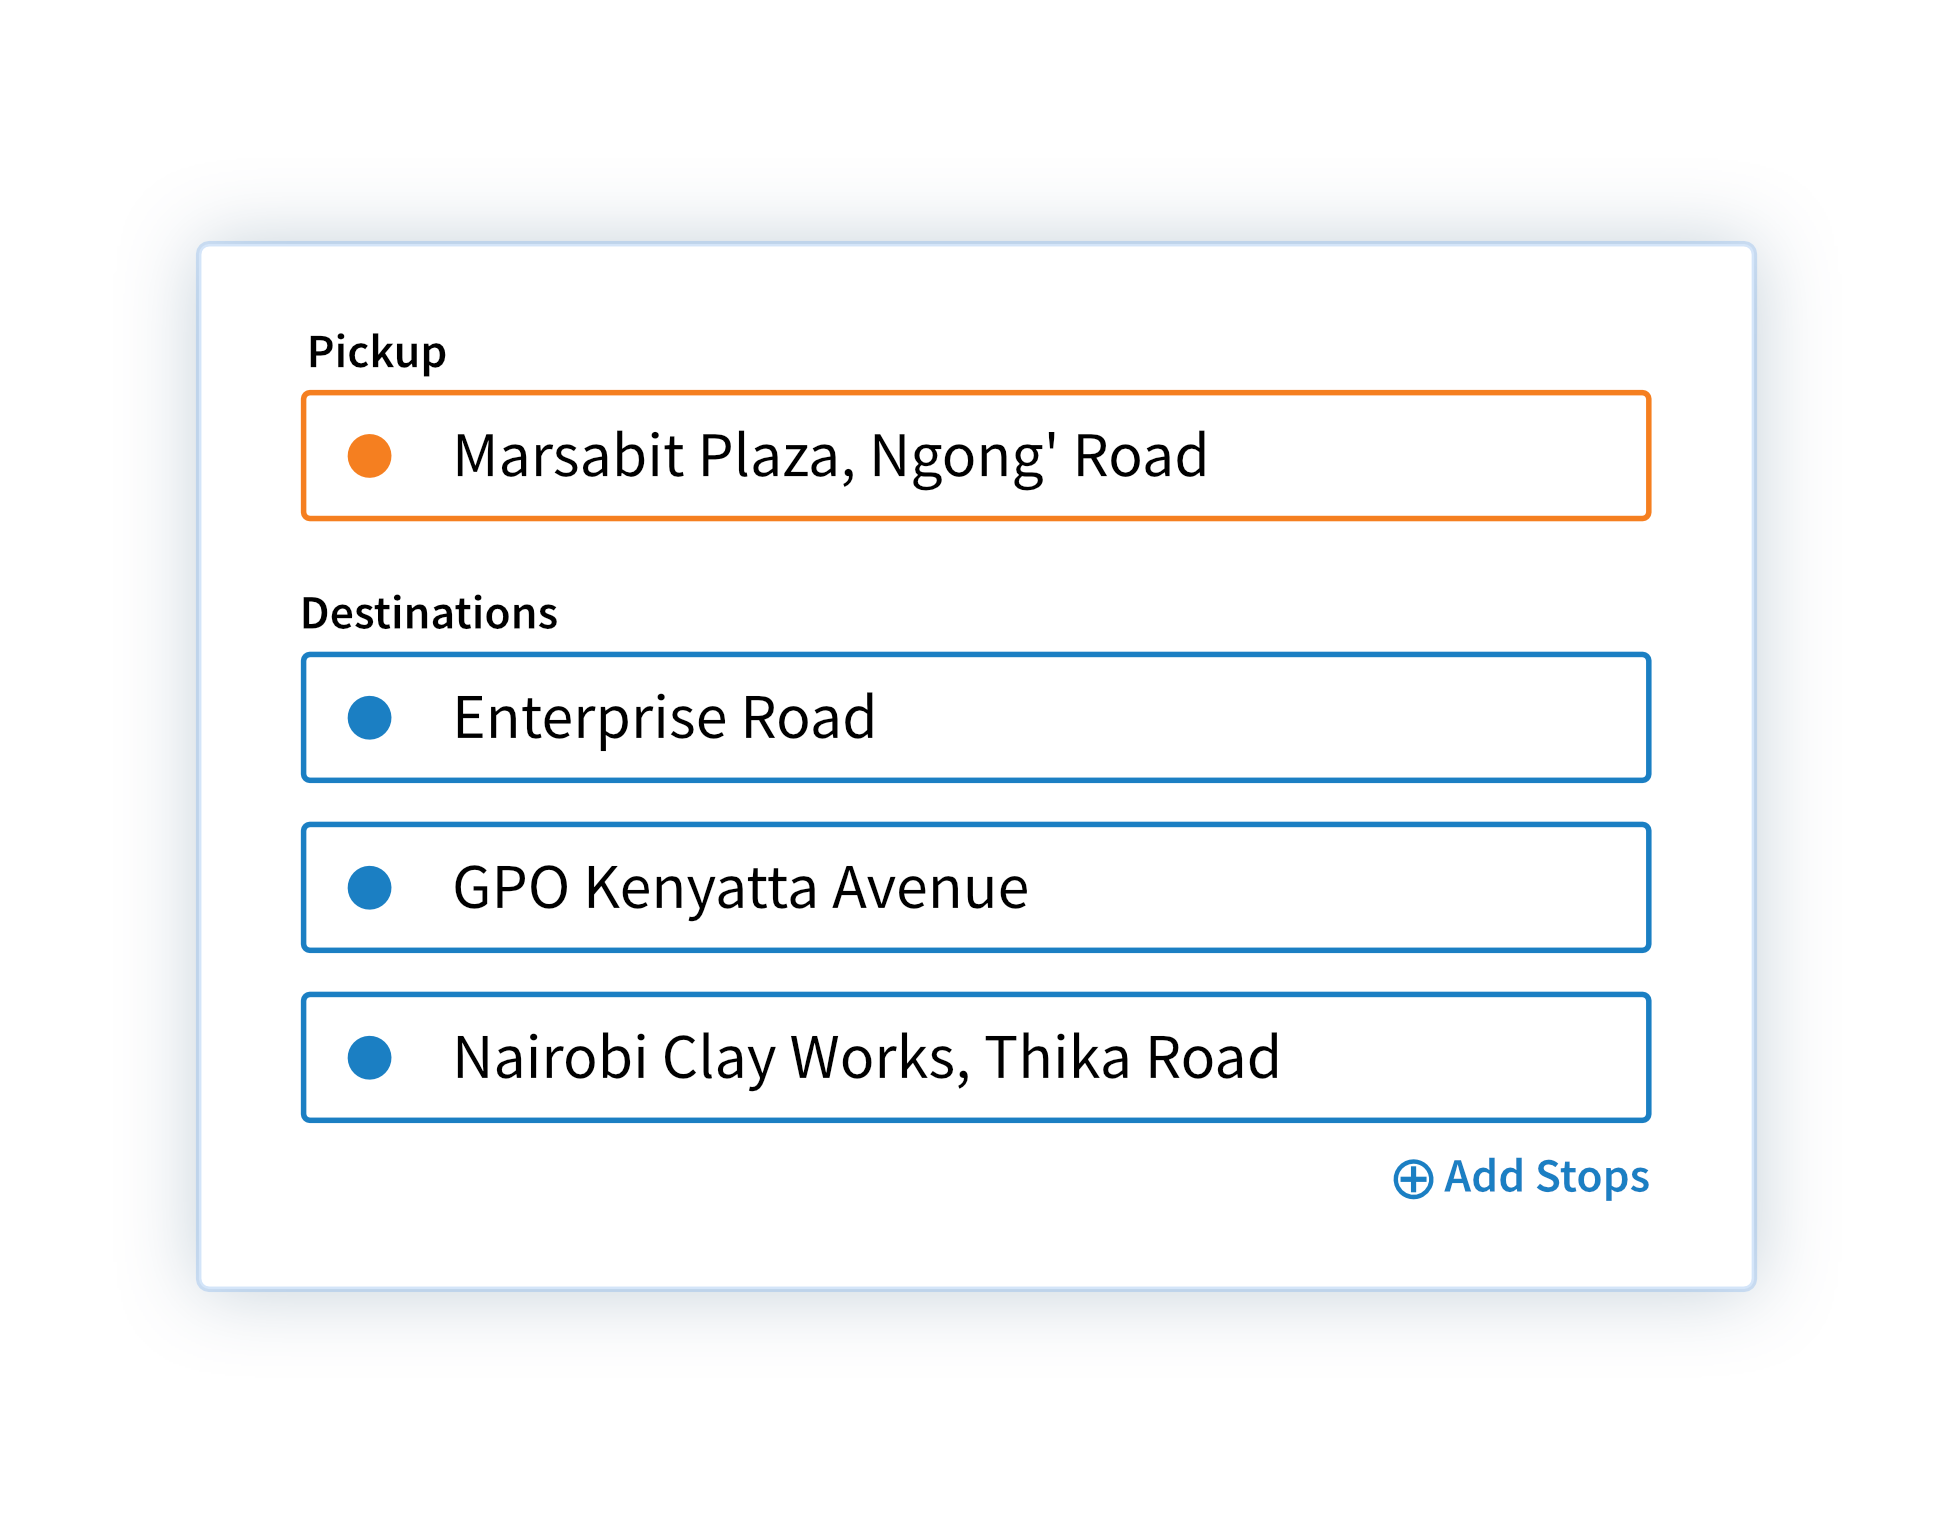 Pickup
Marsabit Plaza, Ngong' Road
Destinations
Enterprise Road
GPO Kenyatta Avenue
Nairobi Clay Works, Thika Road
Add Stops